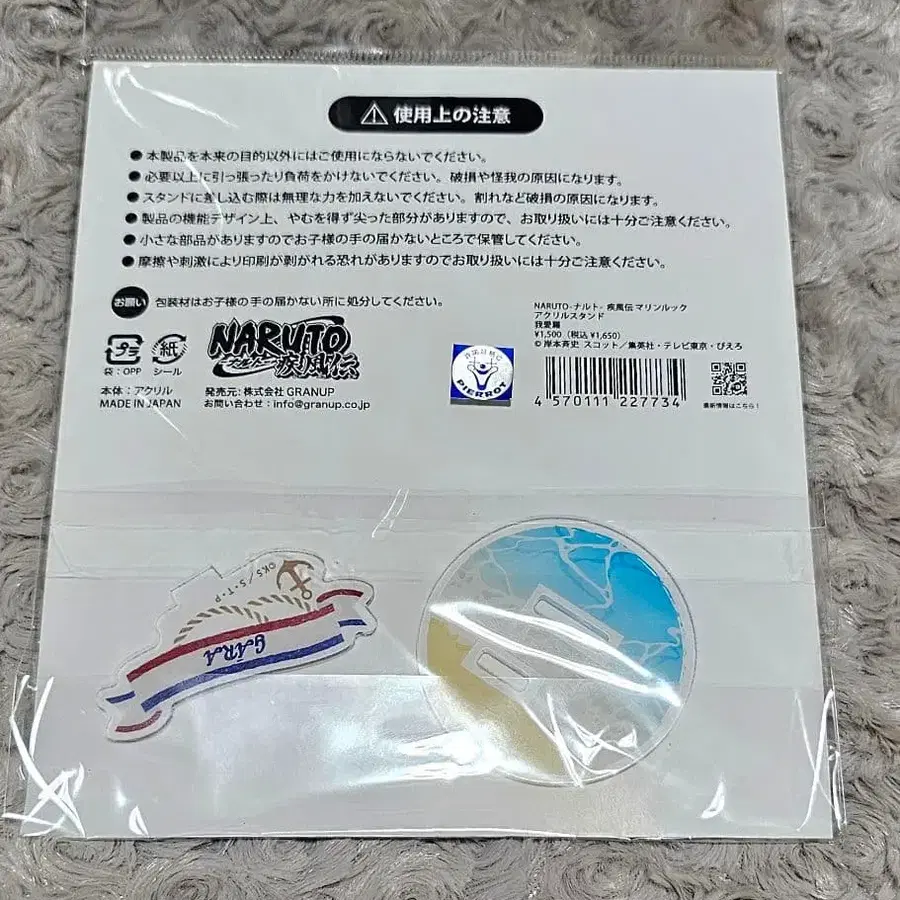 ⚠ 使用上の注意
●本製品を本来の目的以外にはご使用にならないでください。
●必要以上に引っ張ったり負荷をかけないでください。破損や怪我の原因になります。
●スタンドに差し込む際は無理な力を加えないでください。割れなど破損の原因になります。
●製品の機能デザイン上、やむを得ず尖った部分がありますので、お取り扱いには十分ご注意ください。
●小さな部品がありますのでお子様の手の届かないところで保管してください。
●摩擦や刺激により印刷が剥がれる恐れがありますのでお取り扱いには十分ご注意ください。
お願い 包装材はお子様の手の届かない所に処分してください。
プラ 紙
袋：OPP シール
本体：アクリル
MADE IN JAPAN
NARUTO
-ナルト-
疾風伝
発売元：株式会社 GRANUP
お問い合わせ：info@granup.co.jp
PIERROT
NARUTO-ナルト- 疾風伝 マリンルック
アクリルスタンド
我愛羅
¥1,500（税込 ¥1,650）
© 岸本斉史 スコット／集英社・テレビ東京・ぴえろ
4 570111 227734
最新情報はこちら！
©KS/S・T・P
GAARA